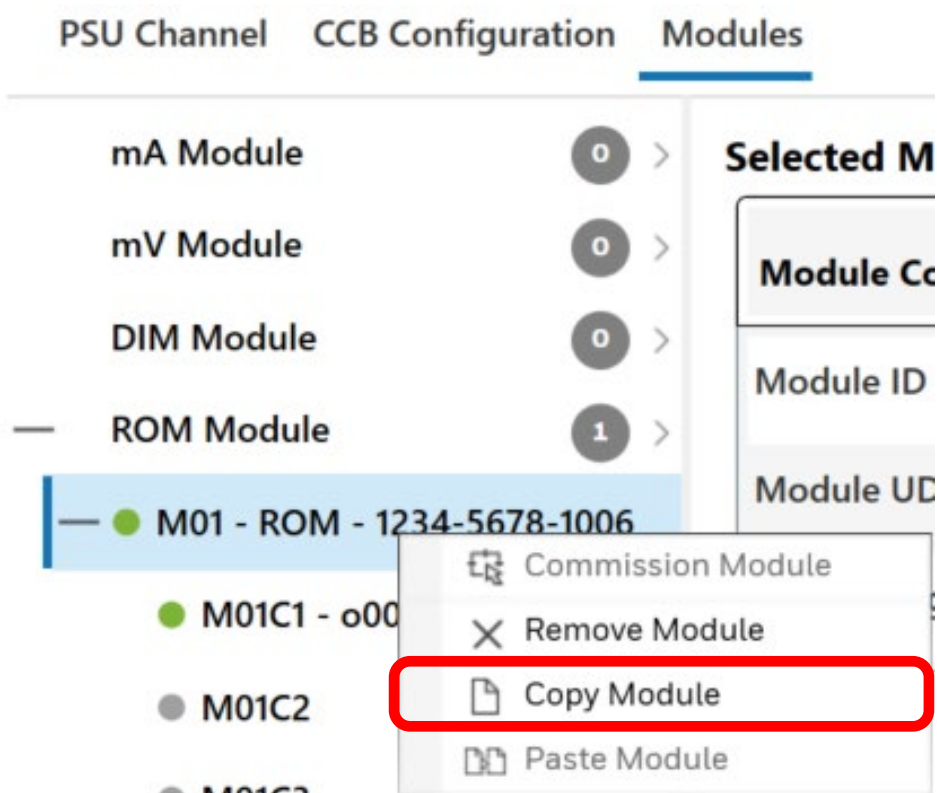 PSU Channel CCB Configuration Modules
mA Module 0
Selected M
mV Module 0
Module Co
DIM Module 0
Module ID
ROM Module 1
Module UD
M01 - ROM - 1234-5678-1006
Commission Module
M01C1 - o00
Remove Module
Copy Module
M01C2
Paste Module